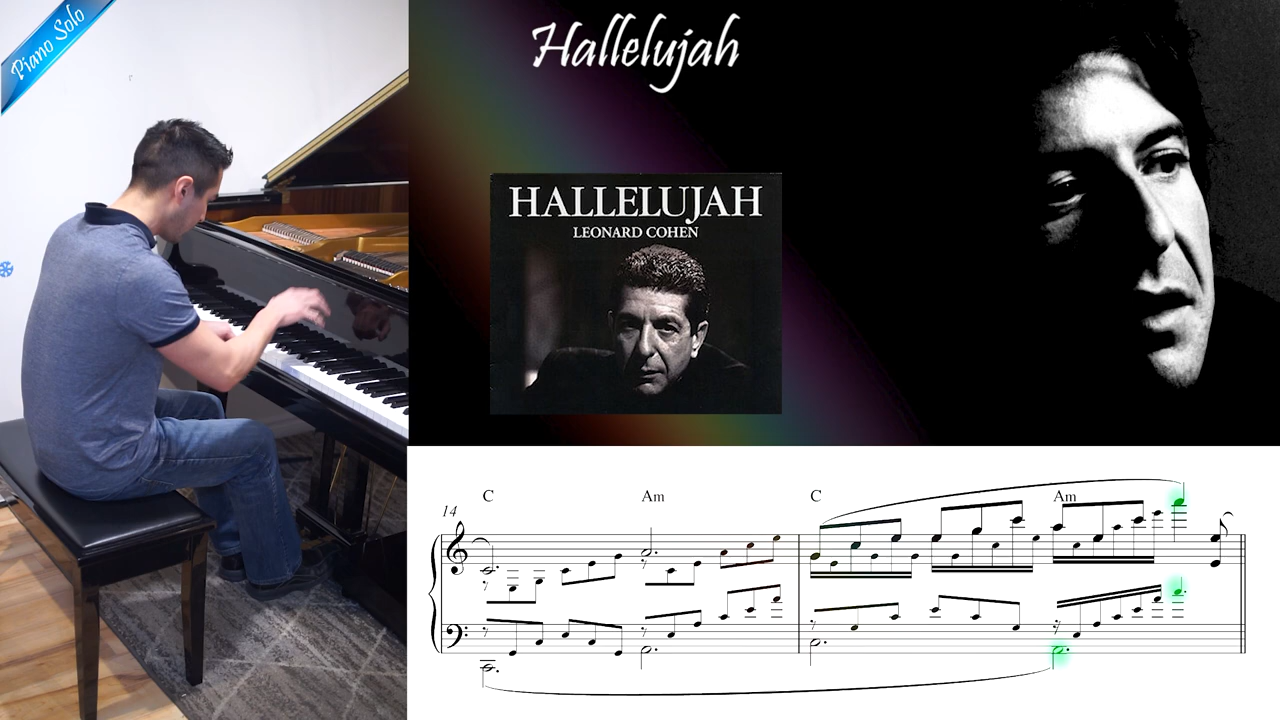 Piano Solo
Hallelujah
HALLELUJAH
LEONARD COHEN
C Am C Am
14